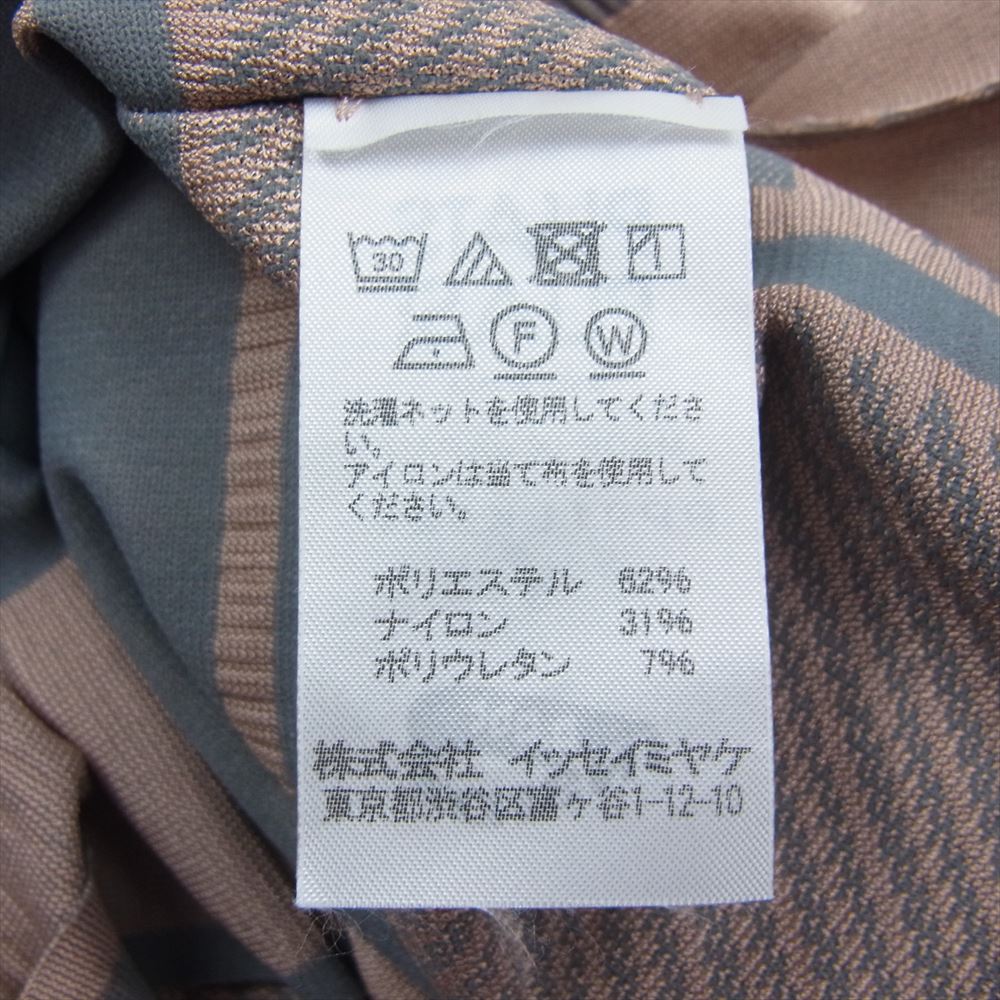 30
F W
洗濯ネットを使用してくださ
い。
アイロンは当て布を使用して
ください。
ポリエステル 62%
ナイロン 31%
ポリウレタン 7%
株式会社 イッセイミヤケ
東京都渋谷区富ヶ谷1-12-10